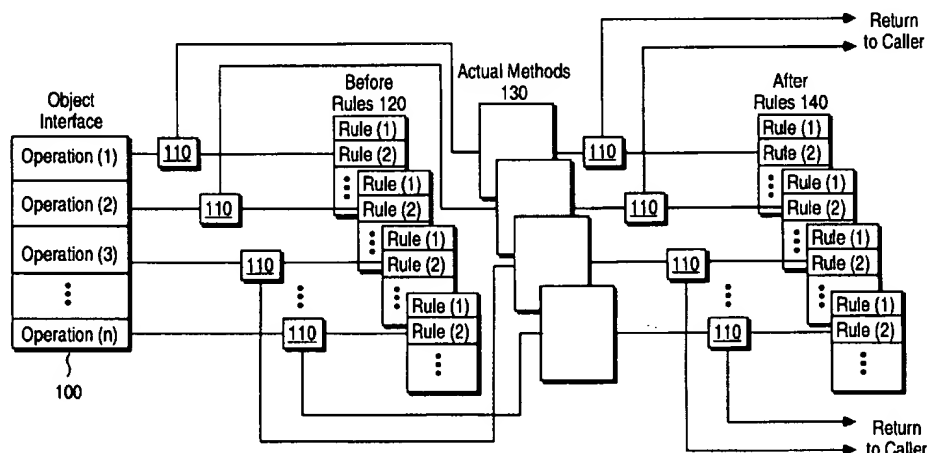 Return
to Caller
Actual Methods
130
Before
Rules 120
After
Rules 140
Object
Interface
Operation (1)
Operation (2)
Operation (3)
Operation (n)
100
110
110
110
110
Rule (1)
Rule (2)
Rule (1)
Rule (2)
Rule (1)
Rule (2)
Rule (1)
Rule (2)
110
110
110
110
Rule (1)
Rule (2)
Rule (1)
Rule (2)
Rule (1)
Rule (2)
Rule (1)
Rule (2)
Return
to Caller